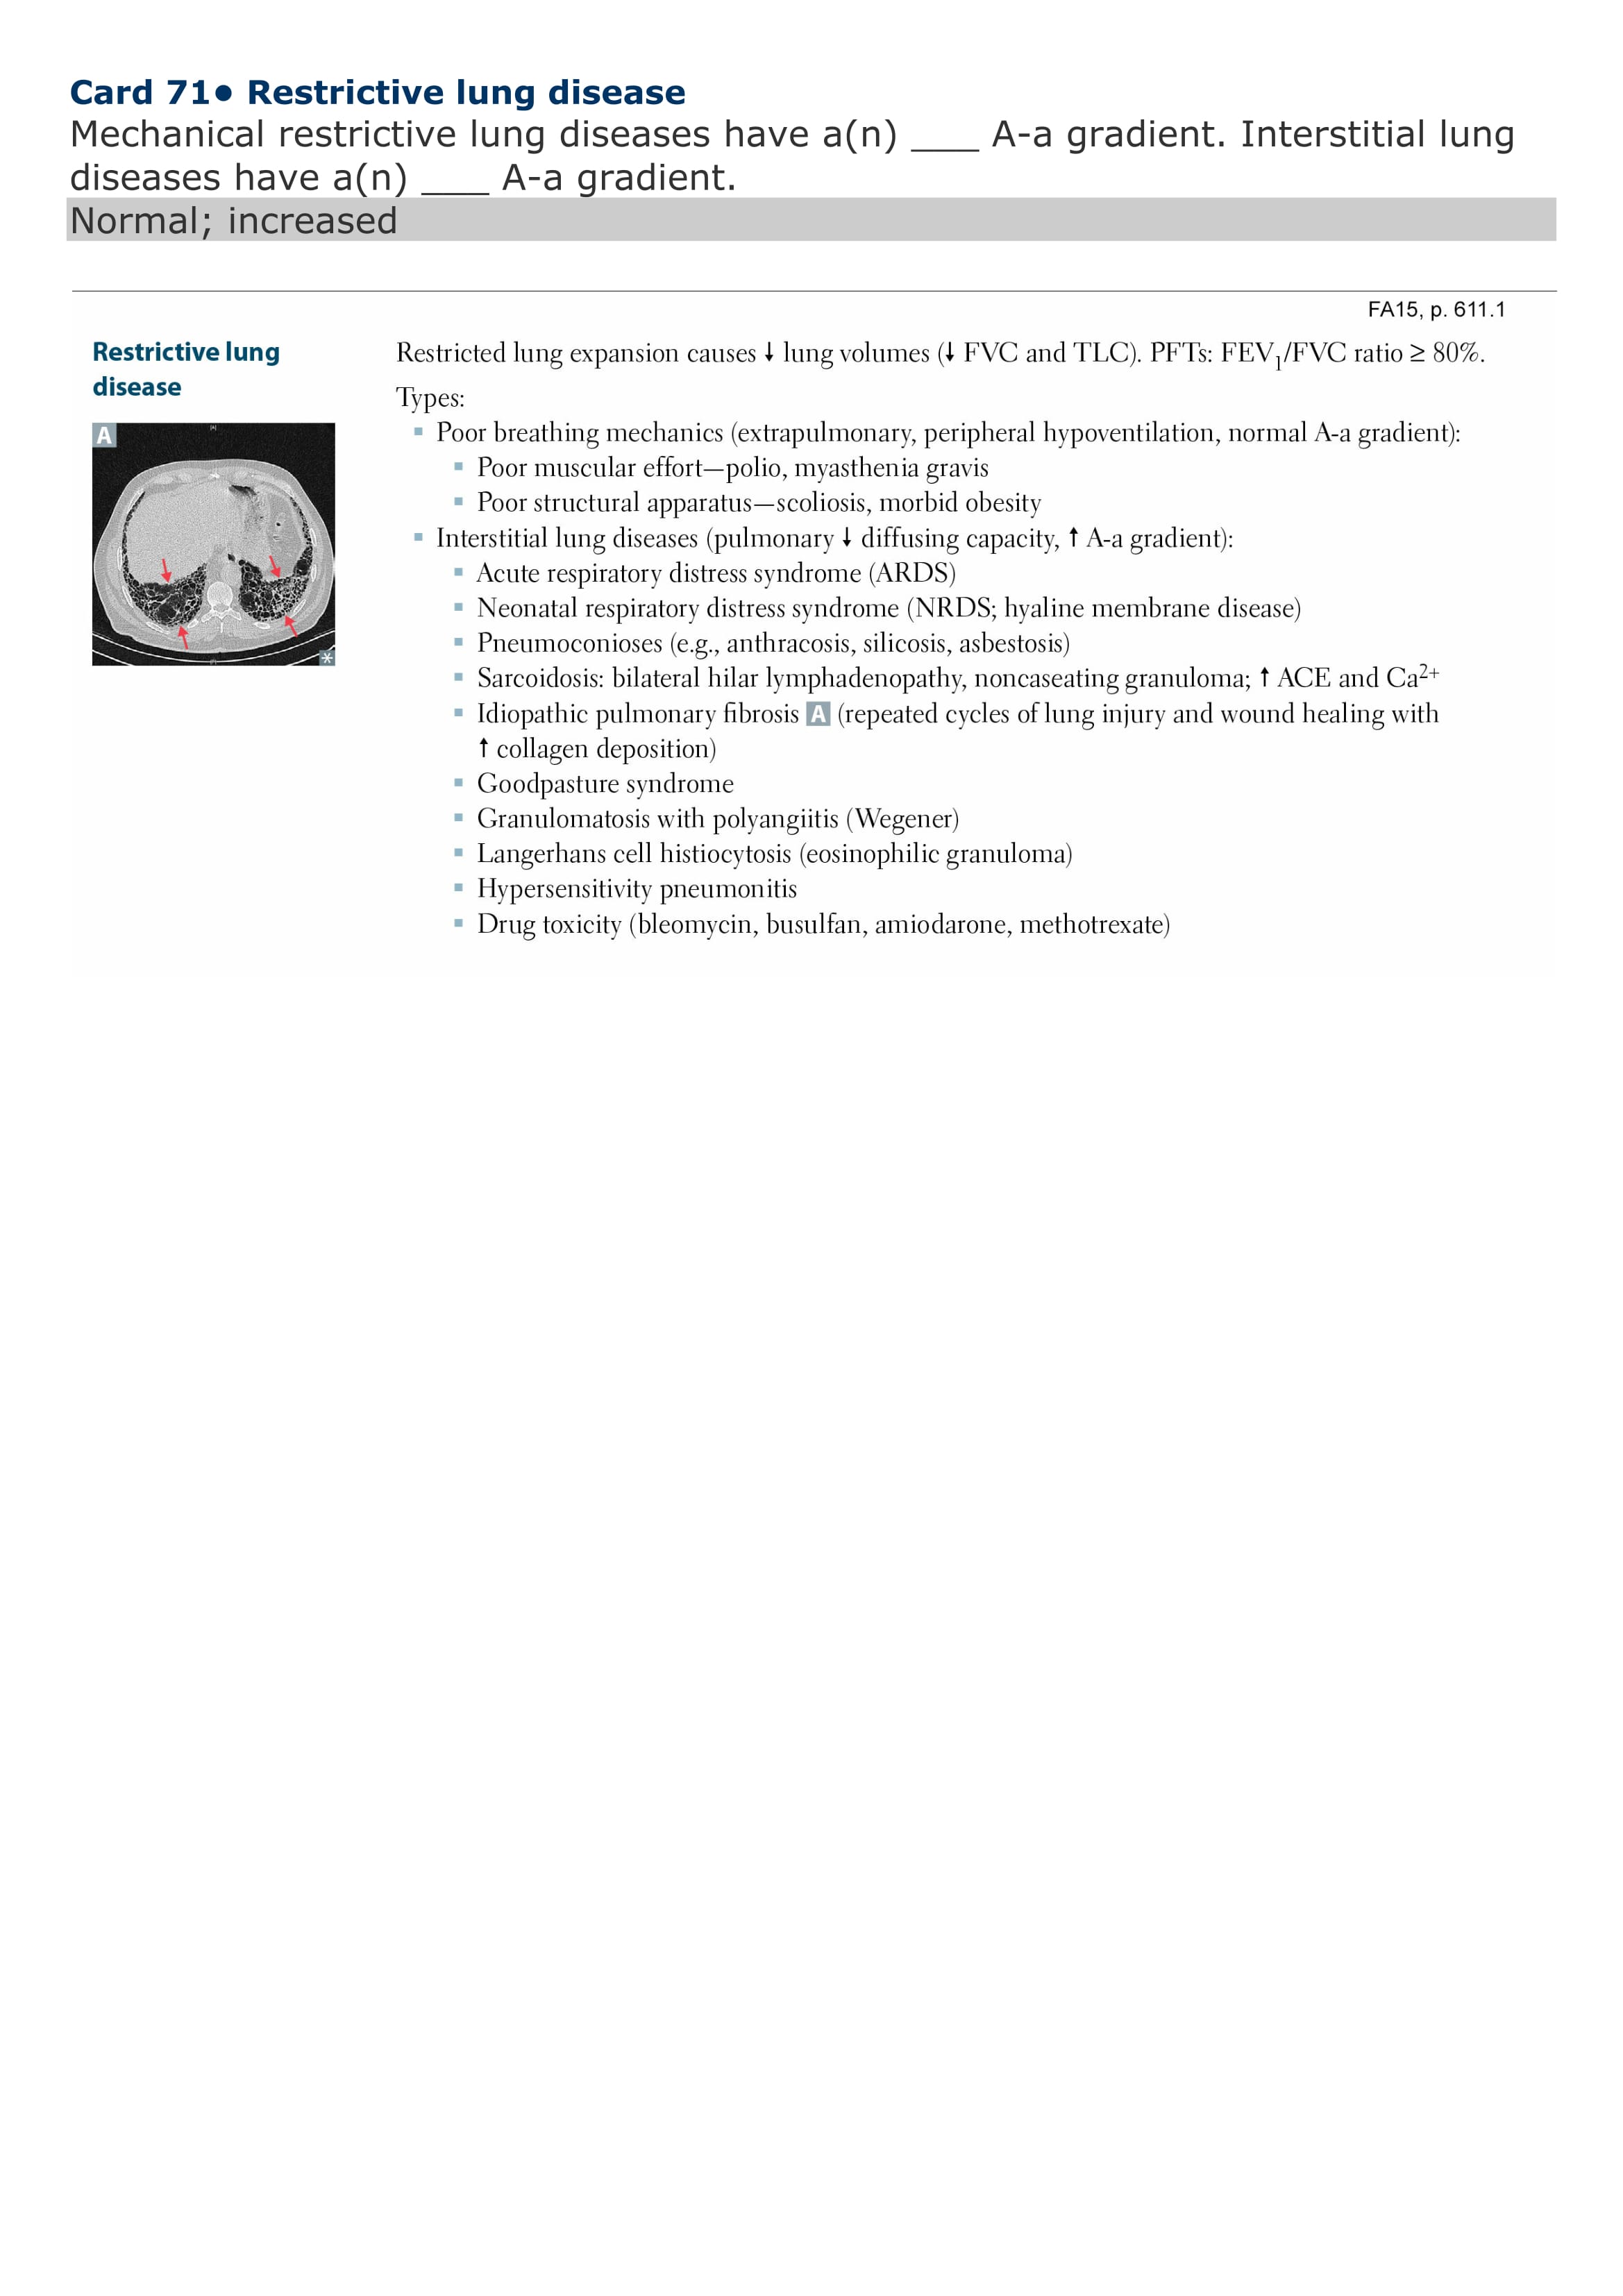 Card 71• Restrictive lung disease
Mechanical restrictive lung diseases have a(n) ___ A-a gradient. Interstitial lung
diseases have a(n) ___ A-a gradient.
Normal; increased
FA15, p. 611.1
Restrictive lung
disease
A
Restricted lung expansion causes ↓ lung volumes (↓ FVC and TLC). PFTs: FEV₁/FVC ratio ≥ 80%.
Types:
▪ Poor breathing mechanics (extrapulmonary, peripheral hypoventilation, normal A-a gradient):
▪ Poor muscular effort—polio, myasthenia gravis
▪ Poor structural apparatus—scoliosis, morbid obesity
▪ Interstitial lung diseases (pulmonary ↓ diffusing capacity, ↑ A-a gradient):
▪ Acute respiratory distress syndrome (ARDS)
▪ Neonatal respiratory distress syndrome (NRDS; hyaline membrane disease)
▪ Pneumoconioses (e.g., anthracosis, silicosis, asbestosis)
▪ Sarcoidosis: bilateral hilar lymphadenopathy, noncaseating granuloma; ↑ ACE and Ca²⁺
▪ Idiopathic pulmonary fibrosis A (repeated cycles of lung injury and wound healing with
↑ collagen deposition)
▪ Goodpasture syndrome
▪ Granulomatosis with polyangiitis (Wegener)
▪ Langerhans cell histiocytosis (eosinophilic granuloma)
▪ Hypersensitivity pneumonitis
▪ Drug toxicity (bleomycin, busulfan, amiodarone, methotrexate)